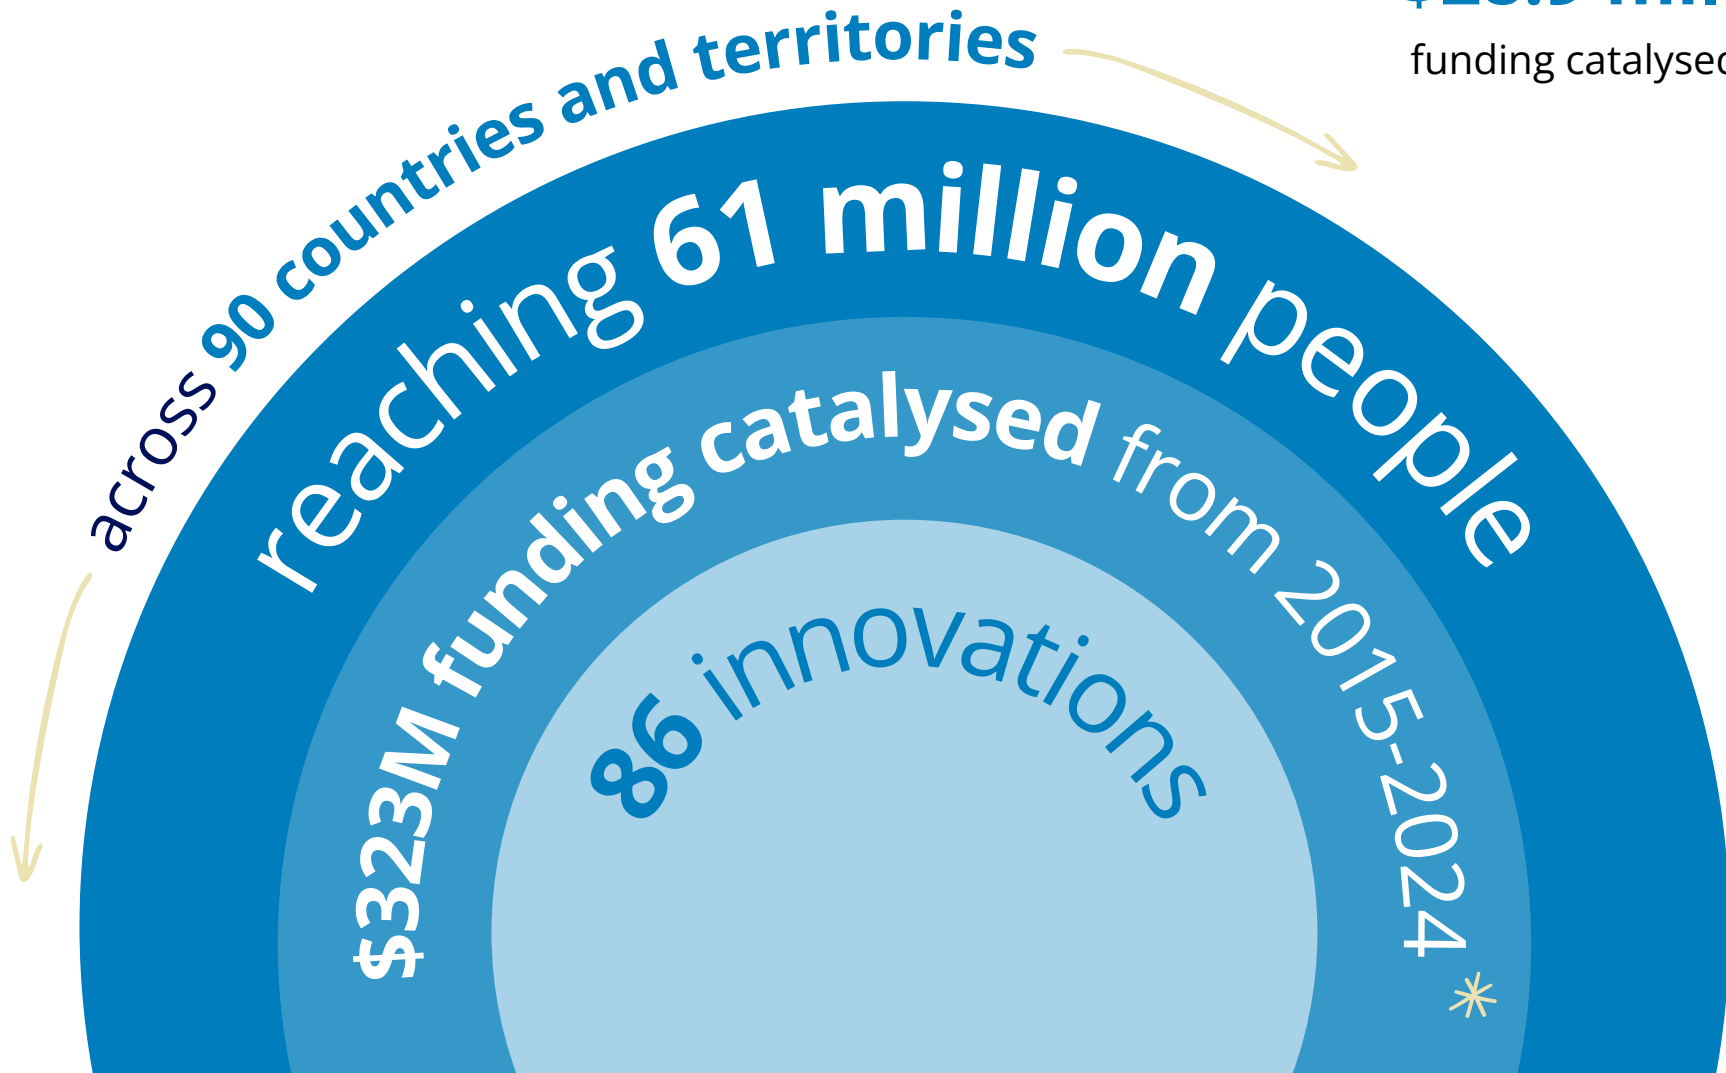 across 90 countries and territories
funding catalysed
reaching 61 million people
$323M funding catalysed from 2015-2024 *
86 innovations